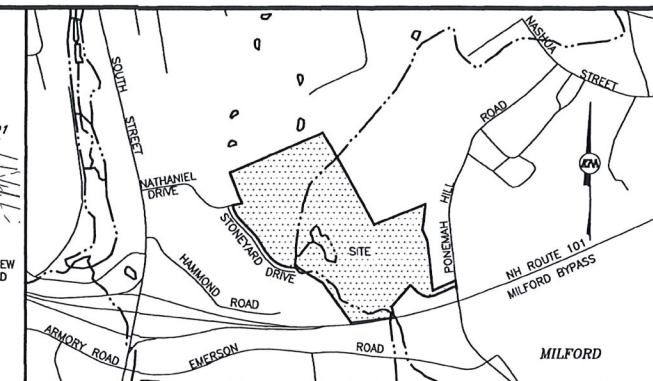 NASHUA
STREET
SOUTH
STREET
ROAD
NATHANIEL
DRIVE
STONEYARD
DRIVE
SITE
PONEMAH HILL
HAMMOND
ROAD
NH ROUTE 101
MILFORD BYPASS
ARMORY ROAD
EMERSON
ROAD
MILFORD